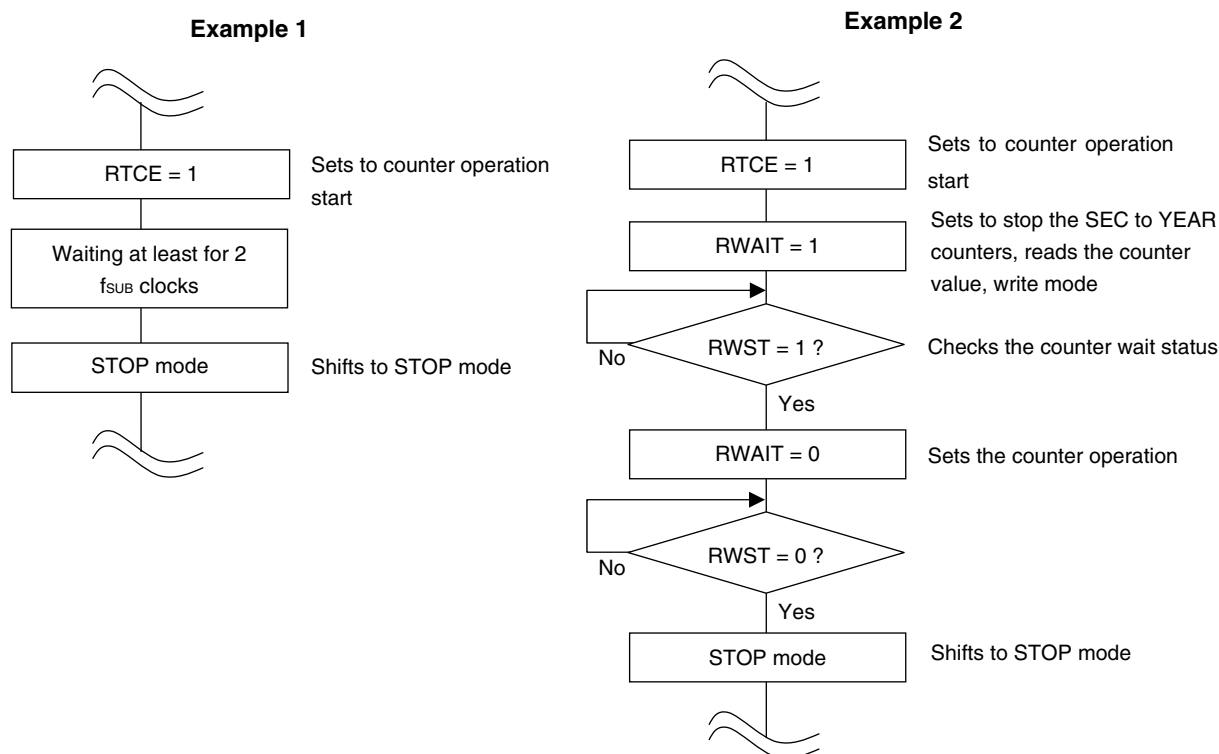 Example 1
RTCE = 1
Sets to counter operation
start
Waiting at least for 2
fSUB clocks
STOP mode
Shifts to STOP mode
Example 2
RTCE = 1
Sets to counter operation
start
RWAIT = 1
Sets to stop the SEC to YEAR
counters, reads the counter
value, write mode
RWST = 1 ?
No
Checks the counter wait status
Yes
RWAIT = 0
Sets the counter operation
RWST = 0 ?
No
Yes
STOP mode
Shifts to STOP mode